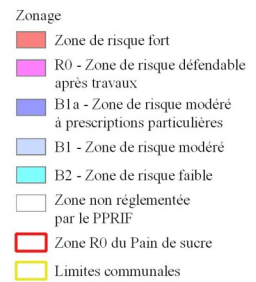 Zonage
Zone de risque fort
R0 - Zone de risque défendable
après travaux
B1a - Zone de risque modéré
à prescriptions particulières
B1 - Zone de risque modéré
B2 - Zone de risque faible
Zone non réglementée
par le PPRIF
Zone R0 du Pain de sucre
Limites communales